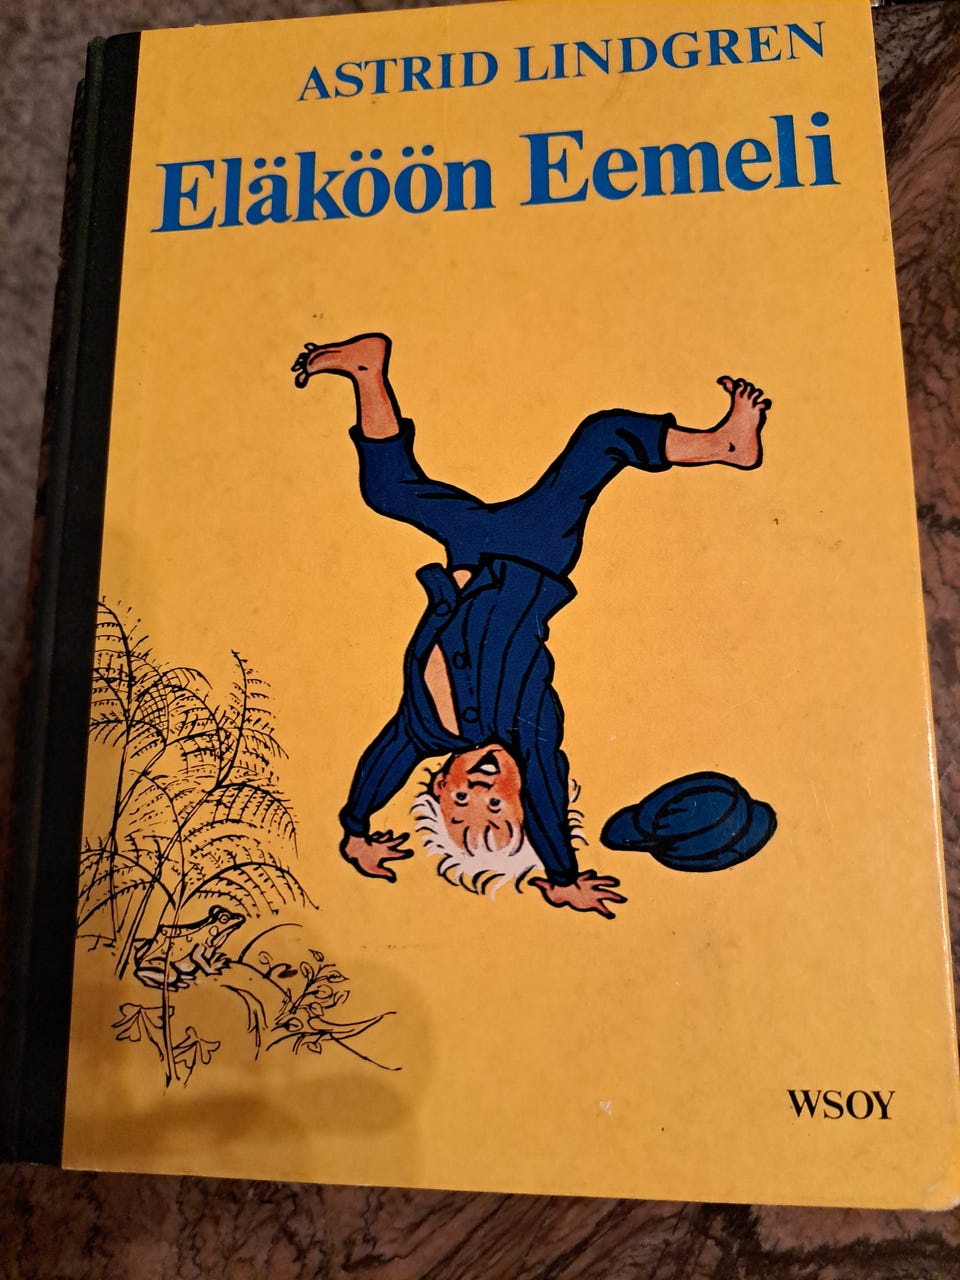 ASTRID LINDGREN
Eläköön Eemeli
WSOY